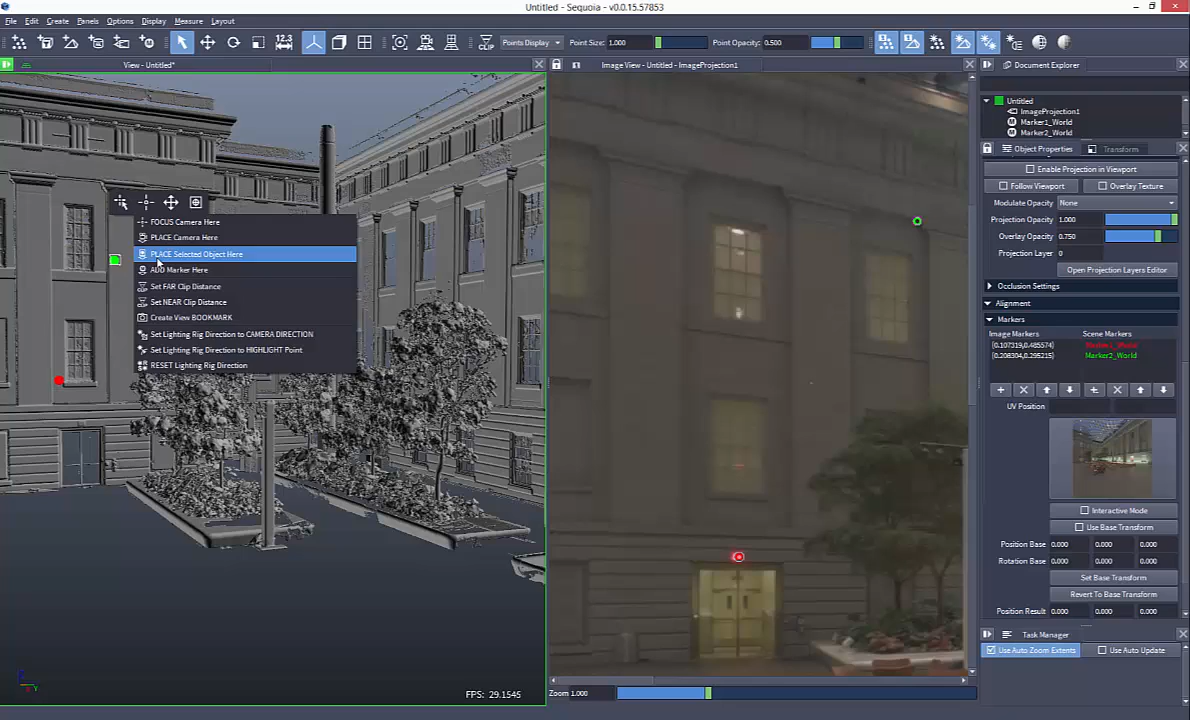 Untitled - Sequoia - v0.0.15.57853
File Edit Create Panels Options Display Measure Layout
12.3
CLIP
Points Display
Point Size: 1.000
Point Opacity: 0.500
View - Untitled*
Image View - Untitled - ImageProjection1
Document Explorer
Untitled
ImageProjection1
Marker1_World
Marker2_World
Object Properties
Transform
Enable Projection in Viewport
Follow Viewport
Overlay Texture
Modulate Opacity None
Projection Opacity 1.000
Overlay Opacity 0.750
Projection Layer 0
Open Projection Layers Editor
Occlusion Settings
Alignment
Markers
Image Markers Scene Markers
(0.107319,0.485574) Marker1_World
(0.208304,0.295215) Marker2_World
UV Position
Interactive Mode
Use Base Transform
Position Base 0.000 0.000 0.000
Rotation Base 0.000 0.000 0.000
Set Base Transform
Revert To Base Transform
Position Result 0.000 0.000 0.000
Task Manager
Use Auto Zoom Extents
Use Auto Update
FOCUS Camera Here
PLACE Camera Here
PLACE Selected Object Here
ADD Marker Here
Set FAR Clip Distance
Set NEAR Clip Distance
Create View BOOKMARK
Set Lighting Rig Direction to CAMERA DIRECTION
Set Lighting Rig Direction to HIGHLIGHT Point
RESET Lighting Rig Direction
FPS: 29.1545
Zoom 1.000